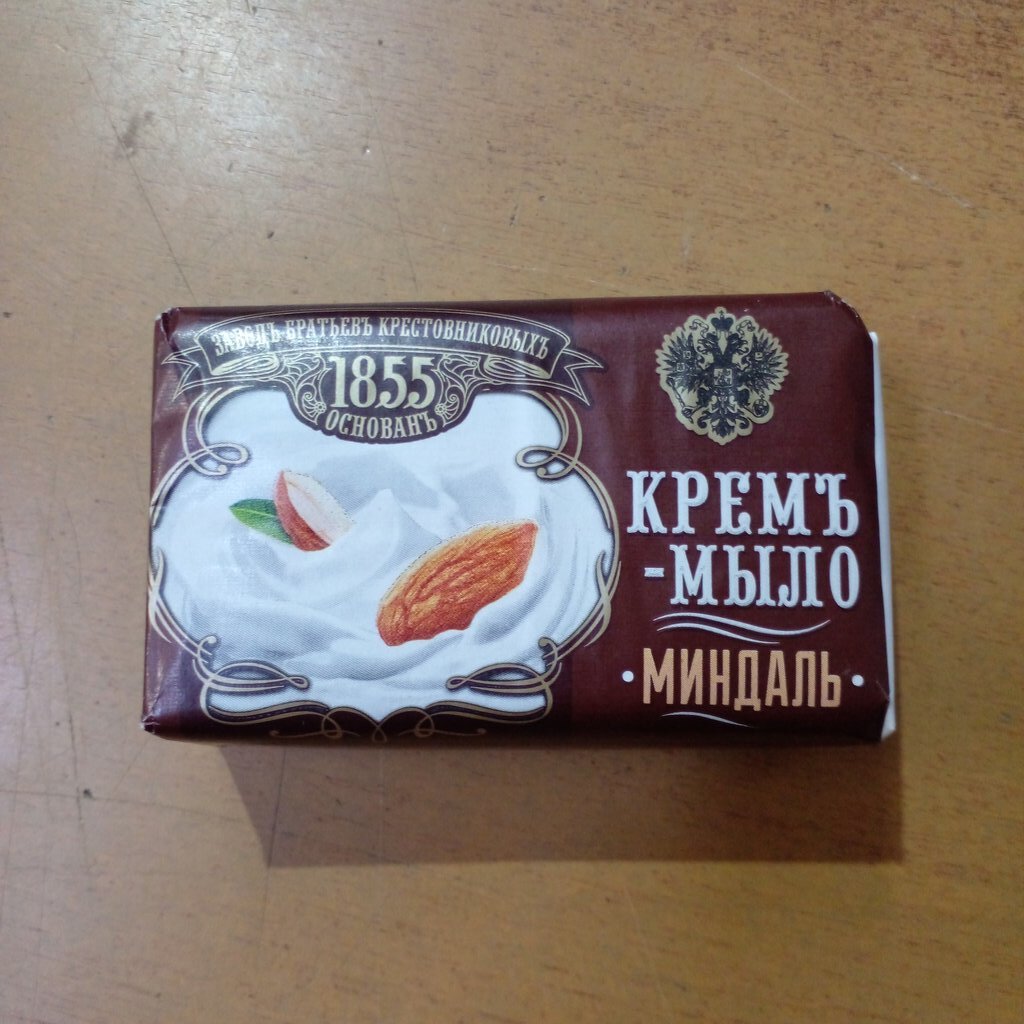 ЗАВОДЪ БРАТЬЕВЪ КРЕСТОВНИКОВЫХЪ
1855
ОСНОВАНЪ
КРЕМЪ
-МЫЛО
·МИНДАЛЬ·